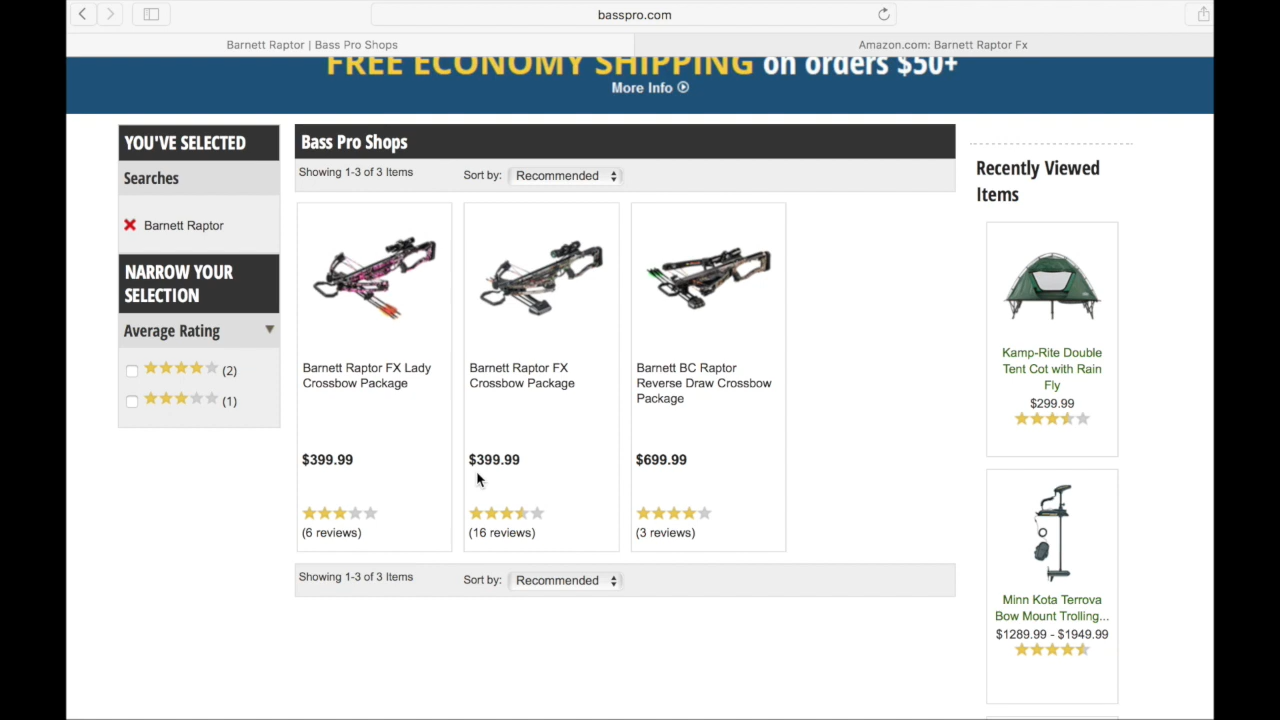 basspro.com
Barnett Raptor | Bass Pro Shops
Amazon.com: Barnett Raptor Fx
FREE ECONOMY SHIPPING on orders $50+
More Info
YOU'VE SELECTED
Searches
Barnett Raptor
NARROW YOUR
SELECTION
Average Rating
(2)
(1)
Bass Pro Shops
Showing 1-3 of 3 Items
Sort by: Recommended
Barnett Raptor FX Lady
Crossbow Package
$399.99
(6 reviews)
Barnett Raptor FX
Crossbow Package
$399.99
(16 reviews)
Barnett BC Raptor
Reverse Draw Crossbow
Package
$699.99
(3 reviews)
Showing 1-3 of 3 Items
Sort by: Recommended
Recently Viewed
Items
Kamp-Rite Double
Tent Cot with Rain
Fly
$299.99
Minn Kota Terrova
Bow Mount Trolling...
$1289.99 - $1949.99